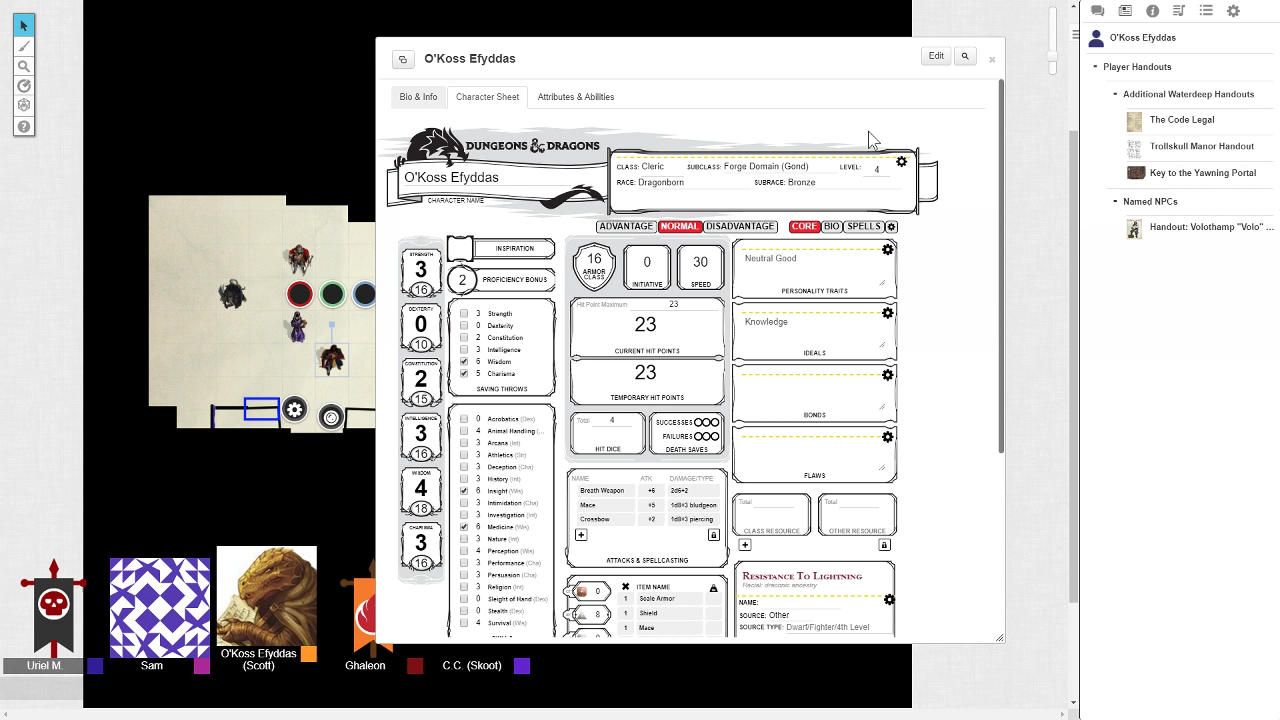 O'Koss Efyddas
Edit
Bio & Info
Character Sheet
Attributes & Abilities
DUNGEONS & DRAGONS
O'Koss Efyddas
CHARACTER NAME
CLASS: Cleric SUBCLASS: Forge Domain (Gond) LEVEL: 4
RACE: Dragonborn SUBRACE: Bronze
ADVANTAGE NORMAL DISADVANTAGE
CORE BIO SPELLS
STRENGTH
3
16
DEXTERITY
0
10
CONSTITUTION
2
15
INTELLIGENCE
3
16
WISDOM
4
18
CHARISMA
3
16
INSPIRATION
2 PROFICIENCY BONUS
3 Strength
0 Dexterity
2 Constitution
3 Intelligence
6 Wisdom
5 Charisma
SAVING THROWS
0 Acrobatics (Dex)
4 Animal Handling (...
3 Arcana (Int)
3 Athletics (Str)
3 Deception (Cha)
3 History (Int)
6 Insight (Wis)
3 Intimidation (Cha)
3 Investigation (Int)
6 Medicine (Wis)
3 Nature (Int)
4 Perception (Wis)
3 Performance (Cha)
3 Persuasion (Cha)
3 Religion (Int)
0 Sleight of Hand (Dex)
0 Stealth (Dex)
4 Survival (Wis)
16
ARMOR
CLASS
0
INITIATIVE
30
SPEED
Hit Point Maximum 23
23
CURRENT HIT POINTS
23
TEMPORARY HIT POINTS
Total 4
HIT DICE
SUCCESSES
FAILURES
DEATH SAVES
NAME ATK DAMAGE/TYPE
Breath Weapon +6 2d6+2
Mace +5 1d8+3 bludgeon
Crossbow +2 1d8+3 piercing
ATTACKS & SPELLCASTING
0
8
ITEM NAME
1 Scale Armor
1 Shield
1 Mace
Neutral Good
PERSONALITY TRAITS
Knowledge
IDEALS
BONDS
FLAWS
Total
CLASS RESOURCE
Total
OTHER RESOURCE
RESISTANCE TO LIGHTNING
Racial: draconic ancestry
NAME:
SOURCE: Other
SOURCE TYPE: Dwarf/Fighter/4th Level
Uriel M.
Sam
O'Koss Efyddas
(Scott)
Ghaleon
C.C. (Skoot)
O'Koss Efyddas
Player Handouts
Additional Waterdeep Handouts
The Code Legal
Trollskull Manor Handout
Key to the Yawning Portal
Named NPCs
Handout: Volothamp "Volo" ...